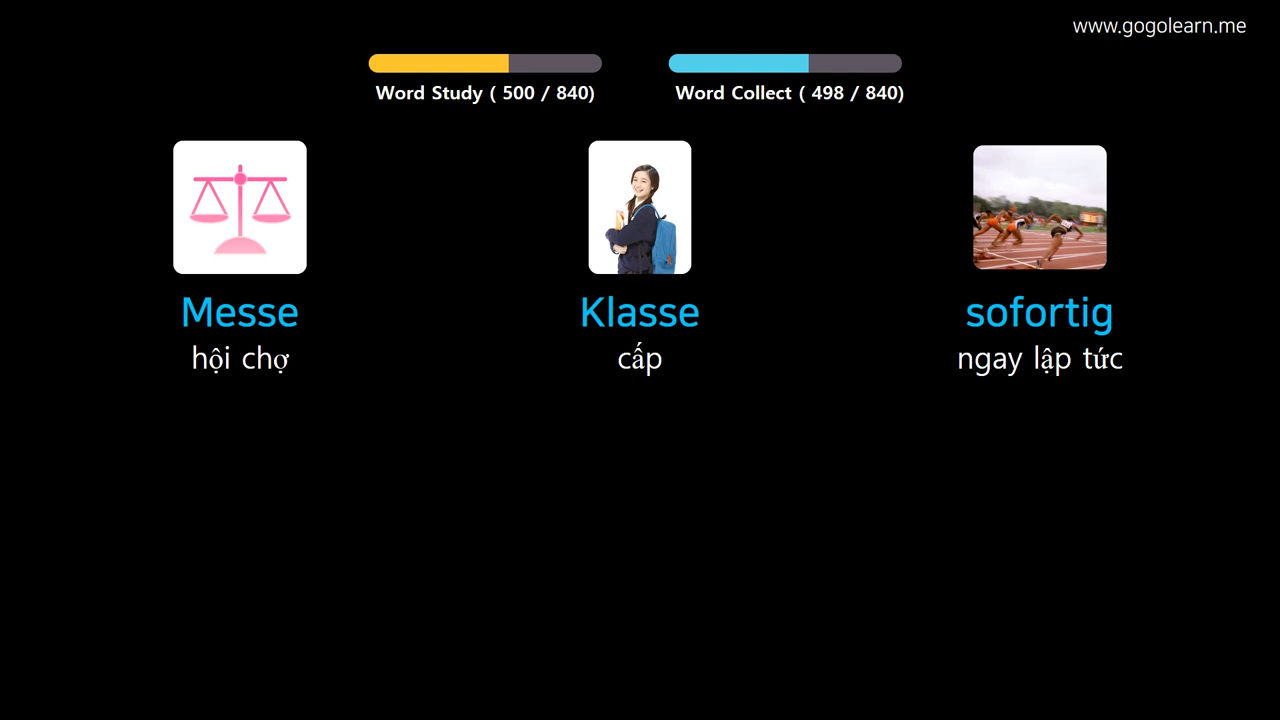 www.gogolearn.me
Word Study ( 500 / 840)
Word Collect ( 498 / 840)
Messe
Klasse
sofortig
hội chợ
cấp
ngay lập tức